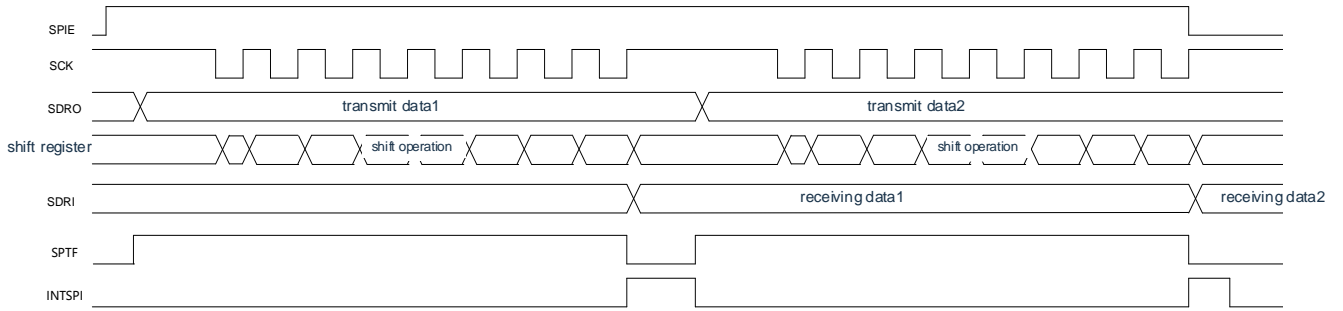 SPIE
SCK
SDRO transmit data1 transmit data2
shift register shift operation shift operation
SDRI receiving data1 receiving data2
SPTF
INTSPI